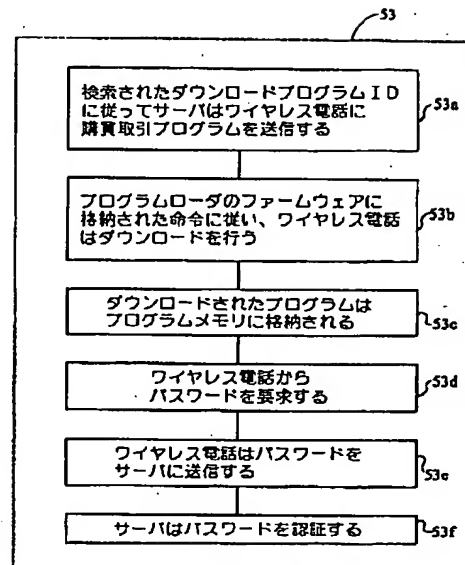 53
検索されたダウンロードプログラムID
に従ってサーバはワイヤレス電話に
購買取引プログラムを送信する
53a
プログラムローダのファームウェアに
格納された命令に従い、ワイヤレス電話
はダウンロードを行う
53b
ダウンロードされたプログラムは
プログラムメモリに格納される
53c
ワイヤレス電話から
パスワードを要求する
53d
ワイヤレス電話はパスワードを
サーバに送信する
53e
サーバはパスワードを認証する
53f